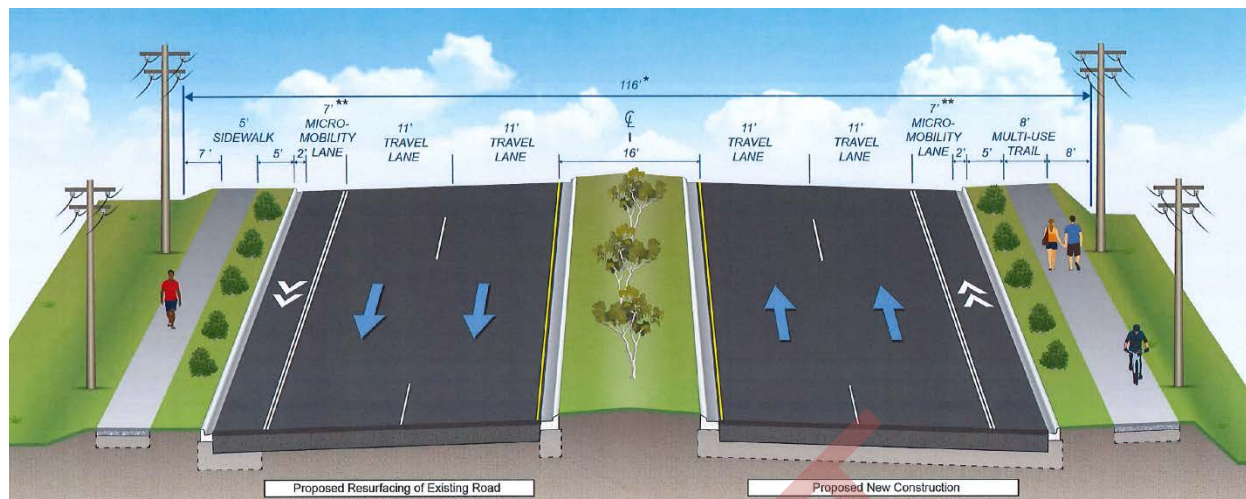 116' *
5'
SIDEWALK
7' **
MICRO-
MOBILITY
LANE
11'
TRAVEL
LANE
11'
TRAVEL
LANE
℄
11'
TRAVEL
LANE
11'
TRAVEL
LANE
7' **
MICRO-
MOBILITY
LANE
8'
MULTI-USE
TRAIL
7'
5'
2'
16'
2'
5'
8'
Proposed Resurfacing of Existing Road
Proposed New Construction